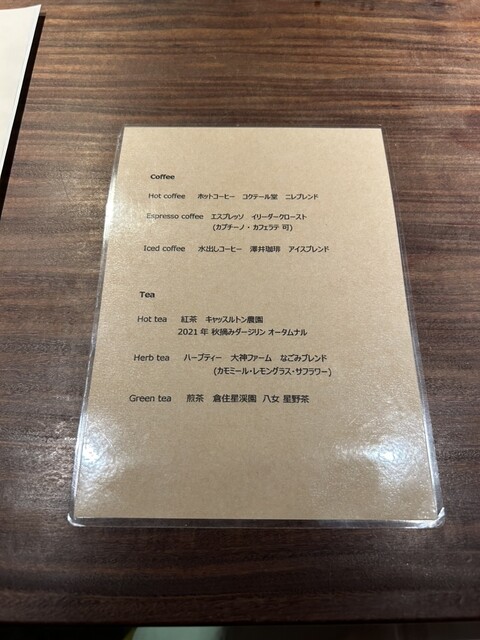 Coffee
Hot coffee ホットコーヒー コクテール堂 ニレブレンド
Espresso coffee エスプレッソ イリーダークロースト
(カプチーノ・カフェラテ 可)
Iced coffee 水出しコーヒー 澤井珈琲 アイスブレンド
Tea
Hot tea 紅茶 キャッスルトン農園
2021 年 秋摘みダージリン オータムナル
Herb tea ハーブティー 大神ファーム なごみブレンド
(カモミール・レモングラス・サフラワー)
Green tea 煎茶 倉住星渓園 八女 星野茶